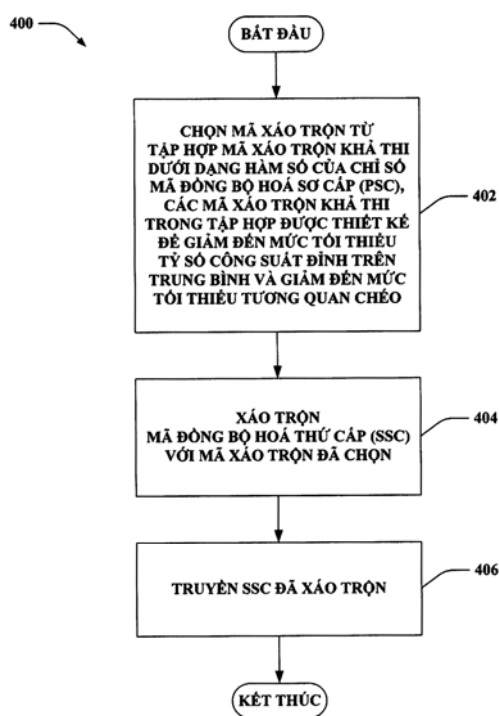 400
BẮT ĐẦU
CHỌN MÃ XÁO TRỘN TỪ
TẬP HỢP MÃ XÁO TRỘN KHẢ THI
DƯỚI DẠNG HÀM SỐ CỦA CHỈ SỐ
MÃ ĐỒNG BỘ HOÁ SƠ CẤP (PSC),
CÁC MÃ XÁO TRỘN KHẢ THI
TRONG TẬP HỢP ĐƯỢC THIẾT KẾ
ĐỂ GIẢM ĐẾN MỨC TỐI THIỂU
TỶ SỐ CÔNG SUẤT ĐỈNH TRÊN
TRUNG BÌNH VÀ GIẢM ĐẾN MỨC
TỐI THIỂU TƯƠNG QUAN CHÉO
402
XÁO TRỘN
MÃ ĐỒNG BỘ HOÁ THỨ CẤP (SSC)
VỚI MÃ XÁO TRỘN ĐÃ CHỌN
404
TRUYỀN SSC ĐÃ XÁO TRỘN
406
KẾT THÚC